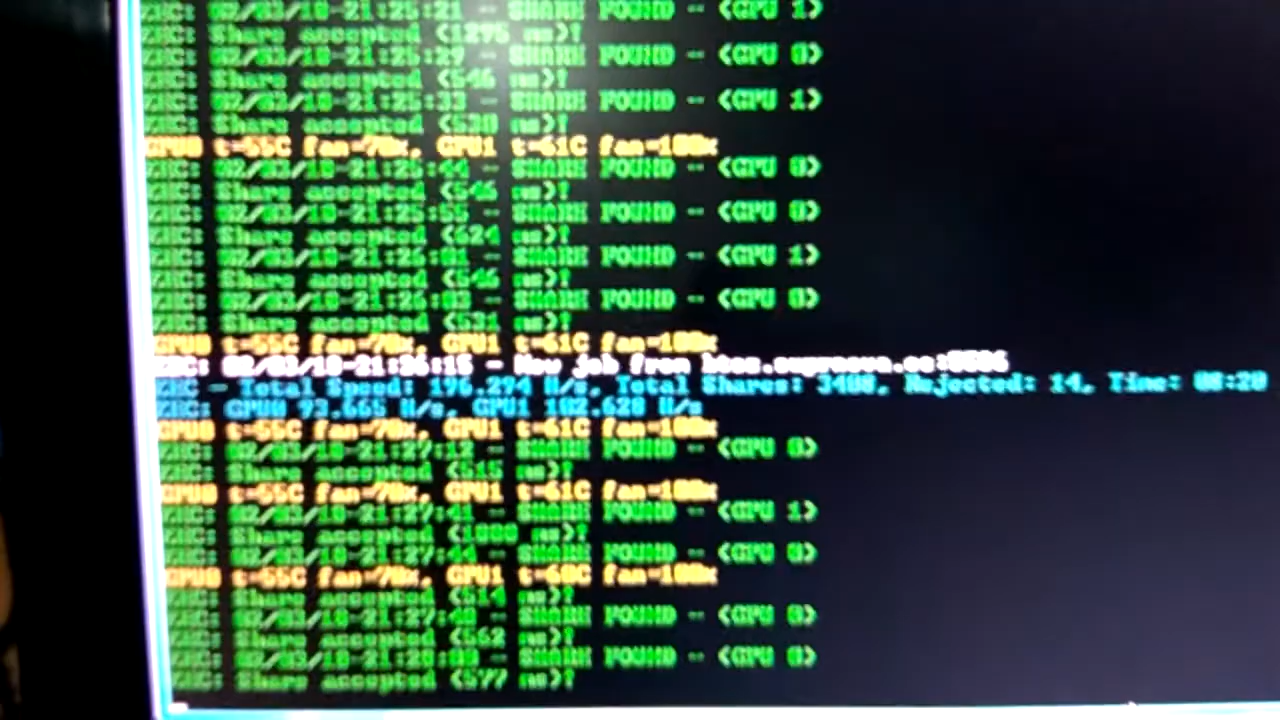 ZEC: 02/03/18-21:25:21 - SHARE FOUND - (GPU 1)
ZEC: Share accepted (1295 ms)!
ZEC: 02/03/18-21:25:29 - SHARE FOUND - (GPU 0)
ZEC: Share accepted (546 ms)!
ZEC: 02/03/18-21:25:33 - SHARE FOUND - (GPU 1)
ZEC: Share accepted (530 ms)!
GPU0 t=55C fan=70%, GPU1 t=61C fan=100%
ZEC: 02/03/18-21:25:44 - SHARE FOUND - (GPU 0)
ZEC: Share accepted (546 ms)!
ZEC: 02/03/18-21:25:55 - SHARE FOUND - (GPU 0)
ZEC: Share accepted (624 ms)!
ZEC: 02/03/18-21:26:01 - SHARE FOUND - (GPU 1)
ZEC: Share accepted (546 ms)!
ZEC: 02/03/18-21:26:03 - SHARE FOUND - (GPU 0)
ZEC: Share accepted (531 ms)!
GPU0 t=55C fan=70%, GPU1 t=61C fan=100%
ZEC: 02/03/18-21:26:15 - New job from
ZEC - Total Speed: 196.294 H/s, Total Shares: 3408, Rejected: 14, Time: 08:20
ZEC: GPU0 93.665 H/s, GPU1 102.628 H/s
GPU0 t=55C fan=70%, GPU1 t=61C fan=100%
ZEC: 02/03/18-21:27:12 - SHARE FOUND - (GPU 0)
ZEC: Share accepted (515 ms)!
GPU0 t=55C fan=70%, GPU1 t=61C fan=100%
ZEC: 02/03/18-21:27:41 - SHARE FOUND - (GPU 1)
ZEC: Share accepted ms)!
ZEC: 02/03/18-21:27:44 - SHARE FOUND - (GPU 0)
GPU0 t=55C fan=70%, GPU1 t=60C fan=100%
ZEC: Share accepted (514 ms)!
ZEC: 02/03/18-21:27:48 - SHARE FOUND - (GPU 0)
ZEC: Share accepted (562 ms)!
ZEC: SHARE FOUND - (GPU 0)
ZEC: Share accepted (577 ms)!